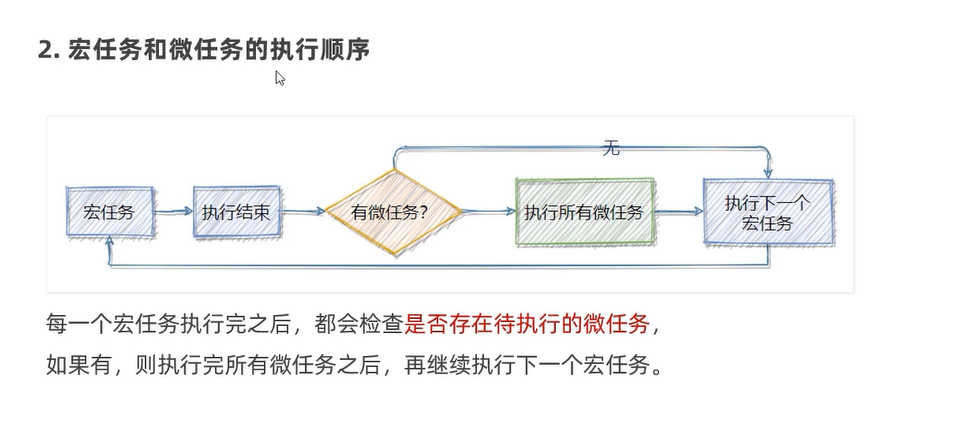 2. 宏任务和微任务的执行顺序
无
宏任务
执行结束
有微任务？
执行所有微任务
执行下一个
宏任务
每一个宏任务执行完之后，都会检查是否存在待执行的微任务，
如果有，则执行完所有微任务之后，再继续执行下一个宏任务。